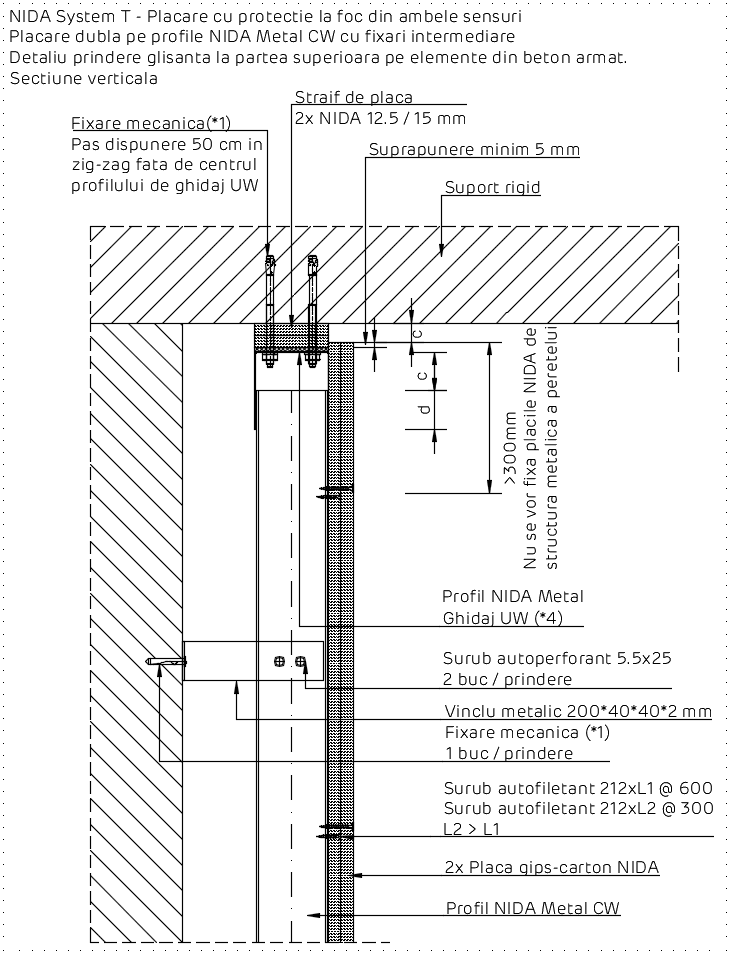 NIDA System T - Placare cu protectie la foc din ambele sensuri
Placare dubla pe profile NIDA Metal CW cu fixari intermediare
Detaliu prindere glisanta la partea superioara pe elemente din beton armat.
Sectiune verticala
Straif de placa
2x NIDA 12.5 / 15 mm
Fixare mecanica(*1)
Pas dispunere 50 cm in
zig-zag fata de centrul
profilului de ghidaj UW
Suprapunere minim 5 mm
Suport rigid
c
c
d
>300mm
Nu se vor fixa placile NIDA de
structura metalica a peretelui
Profil NIDA Metal
Ghidaj UW (*4)
Surub autoperforant 5.5x25
2 buc / prindere
Vinclu metalic 200*40*40*2 mm
Fixare mecanica (*1)
1 buc / prindere
Surub autofiletant 212xL1 @ 600
Surub autofiletant 212xL2 @ 300
L2 > L1
2x Placa gips-carton NIDA
Profil NIDA Metal CW